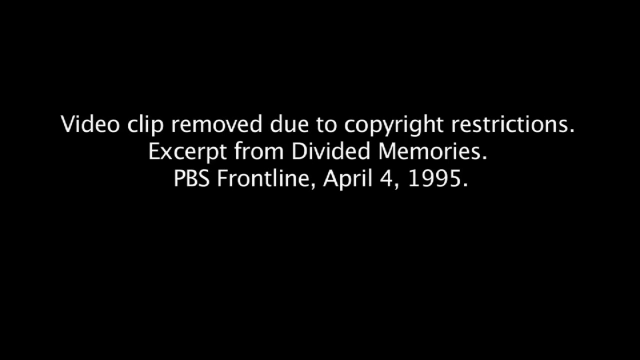 Video clip removed due to copyright restrictions.
Excerpt from Divided Memories.
PBS Frontline, April 4, 1995.